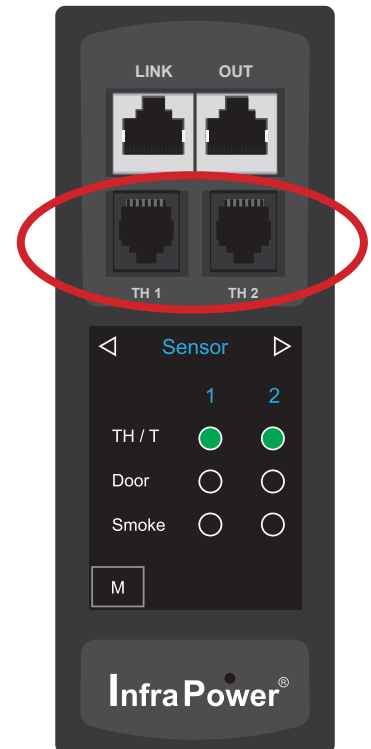 LINK OUT
TH 1 TH 2
Sensor
1 2
TH / T
Door
Smoke
M
InfraPower®